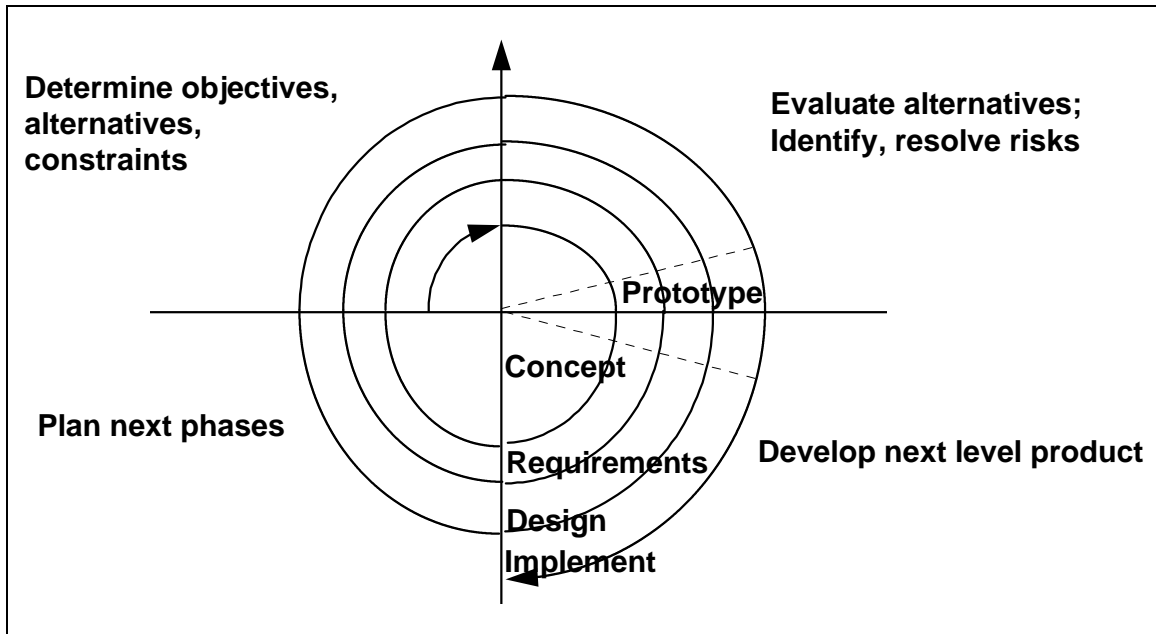 Determine objectives,
alternatives,
constraints
Evaluate alternatives;
Identify, resolve risks
Prototype
Concept
Plan next phases
Requirements
Develop next level product
Design
Implement